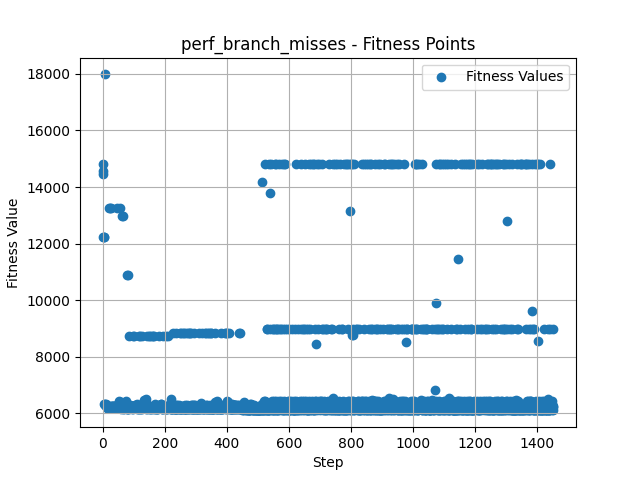 perf_branch_misses - Fitness Points
Fitness Values
18000
16000
14000
12000
10000
8000
6000
Fitness Value
0 200 400 600 800 1000 1200 1400
Step